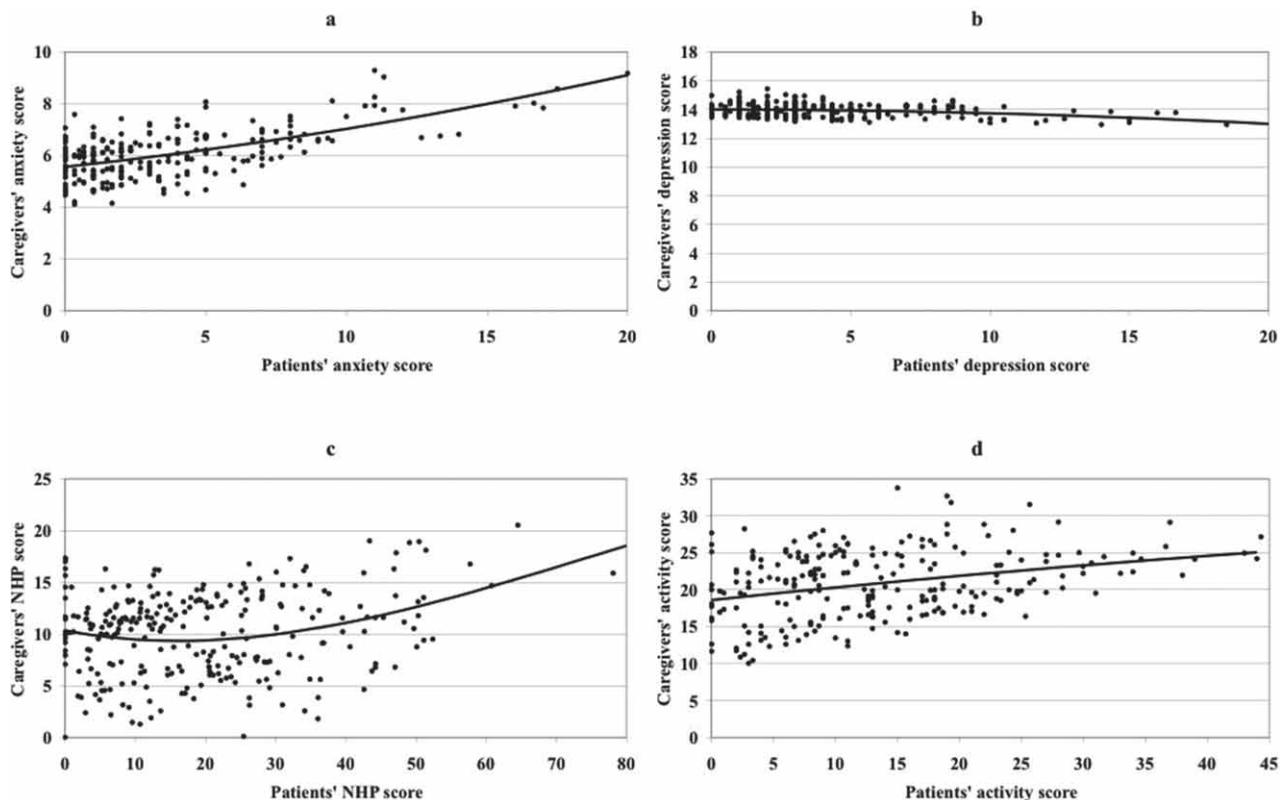 a
10
8
6
4
2
0
Caregivers' anxiety score
0 5 10 15 20
Patients' anxiety score
b
18
16
14
12
10
8
6
4
2
0
Caregivers' depression score
0 5 10 15 20
Patients' depression score
c
25
20
15
10
5
0
Caregivers' NHP score
0 10 20 30 40 50 60 70 80
Patients' NHP score
d
35
30
25
20
15
10
5
0
Caregivers' activity score
0 5 10 15 20 25 30 35 40 45
Patients' activity score